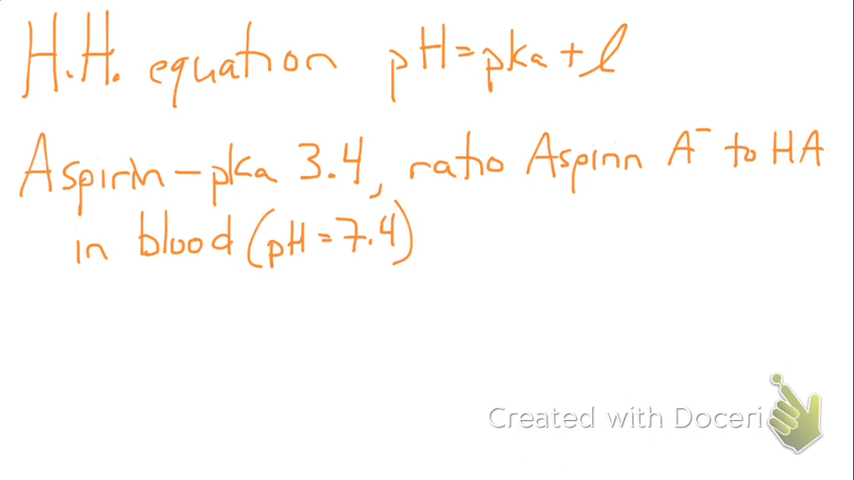 H.H. equation pH=pka+l
Aspirin-pka 3.4, ratio Aspirin A⁻ to HA
in blood (pH=7.4)
Created with Doceri